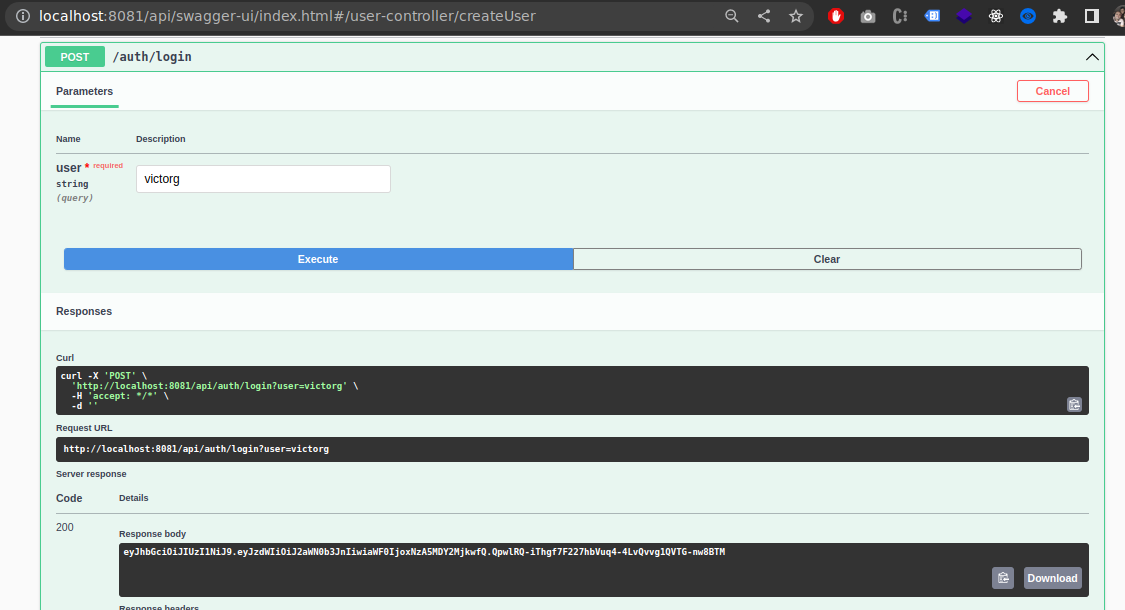 localhost:8081/api/swagger-ui/index.html#/user-controller/createUser
POST /auth/login
Parameters
Cancel
Name Description
user * required
string
(query)
victorg
Execute
Clear
Responses
Curl
curl -X 'POST' \
'http://localhost:8081/api/auth/login?user=victorg' \
-H 'accept: */*' \
-d ''
Request URL
http://localhost:8081/api/auth/login?user=victorg
Server response
Code Details
200
Response body
eyJhbGciOiJIUzI1NiJ9.eyJzdWIiOiJ2aWN0b3JnIiwiaWF0IjoxNzA5MDY2MjkwfQ.QpwlRQ-iThgf7F227hbVuq4-4LvQvvg1QVTG-nw8BTM
Download
Response headers